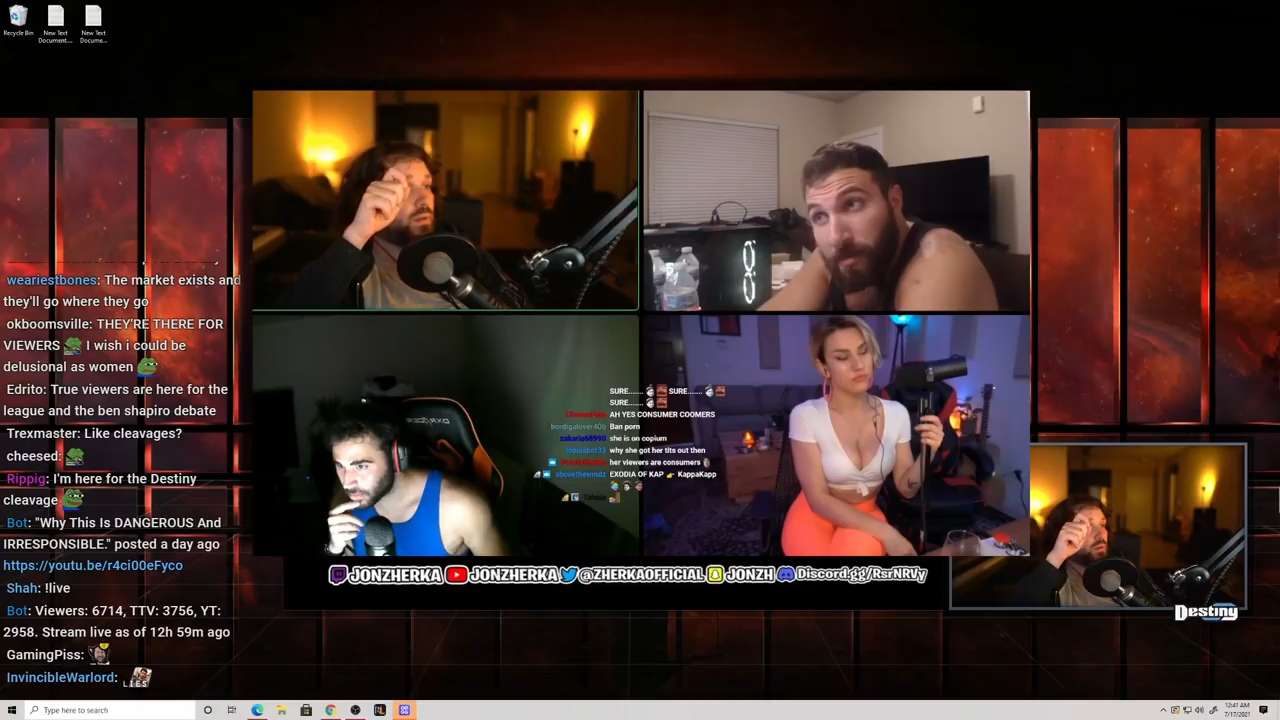 Recycle Bin
New Text
Document....
New Text
Docume...
weariestbones: The market exists and
they'll go where they go
okboomsville: THEY'RE THERE FOR
VIEWERS I wish i could be
delusional as women
Edrito: True viewers are here for the
league and the ben shapiro debate
Trexmaster: Like cleavages?
cheesed:
Rippig: I'm here for the Destiny
cleavage
Bot: "Why This Is DANGEROUS And
IRRESPONSIBLE." posted a day ago
https://youtu.be/r4ci00eFyco
Shah: !live
Bot: Viewers: 6714, TTV: 3756, YT:
2958. Stream live as of 12h 59m ago
GamingPiss:
InvincibleWarlord: LIES
SURE....... SURE.......
SURE.......
AH YES CONSUMER COOMERS
Ban porn
she is on copium
why she got her tits out then
her viewers are consumers
abovethewindz EXODIA OF KAP KappaKapp
JONZHERKA JONZHERKA @ZHERKAOFFICIAL JONZH Discord.gg/RsrNRVy
Destiny
Type here to search
12:41 AM
7/17/2021